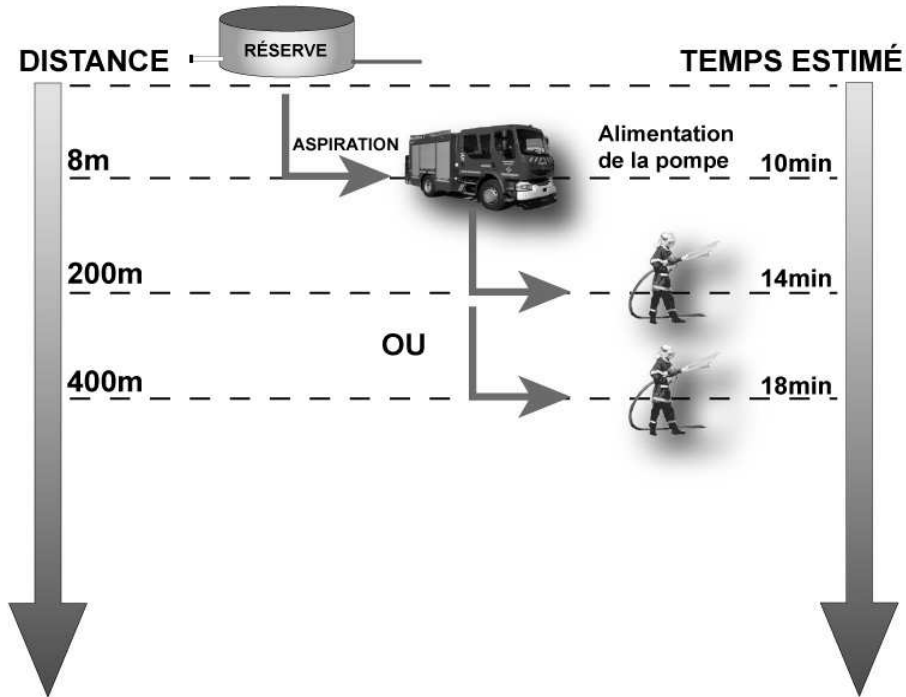 RÉSERVE
DISTANCE
TEMPS ESTIMÉ
ASPIRATION
Alimentation
de la pompe
8m
10min
200m
14min
OU
400m
18min